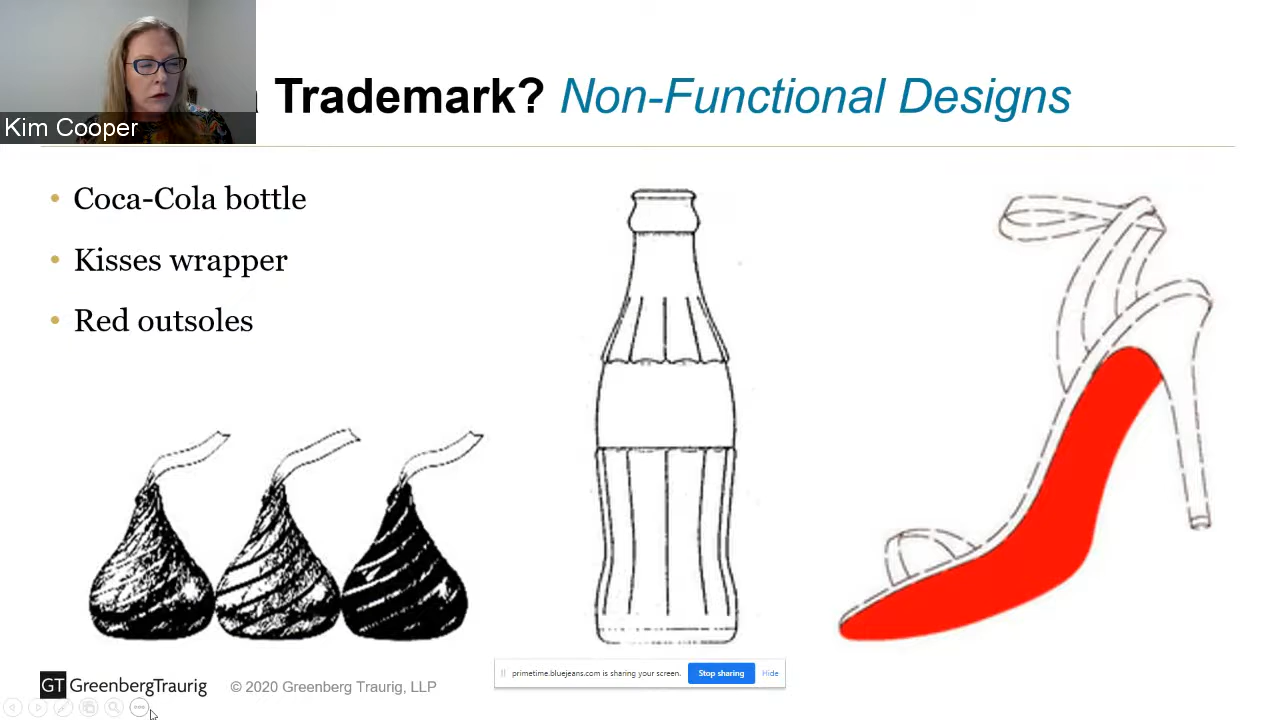 Trademark? Non-Functional Designs
Kim Cooper
• Coca-Cola bottle
• Kisses wrapper
• Red outsoles
primetime.bluejeans.com is sharing your screen. Stop sharing Hide
GT GreenbergTraurig © 2020 Greenberg Traurig, LLP